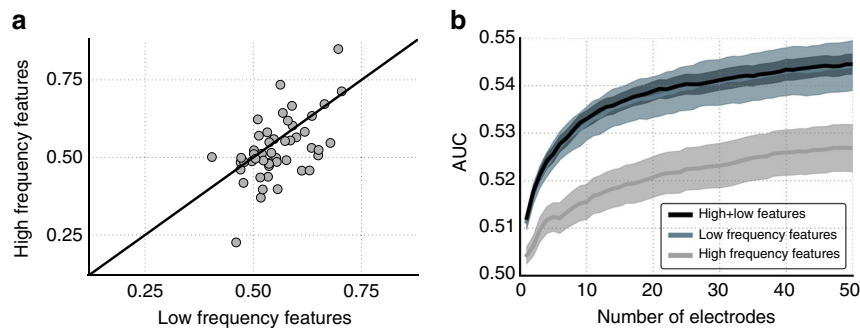 a
High frequency features
0.75
0.50
0.25
0.25 0.50 0.75
Low frequency features
b
AUC
0.55
0.54
0.53
0.52
0.51
0.50
High+low features
Low frequency features
High frequency features
0 10 20 30 40 50
Number of electrodes